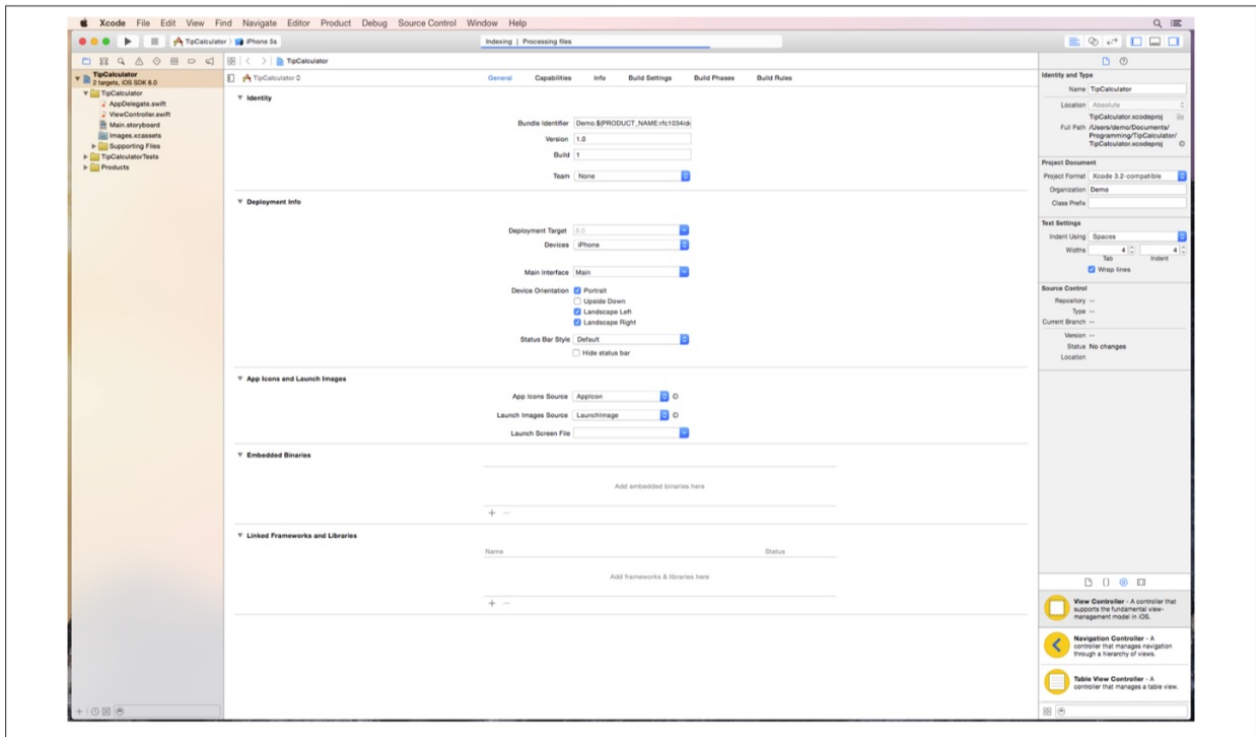 Xcode File Edit View Find Navigate Editor Product Debug Source Control Window Help
TipCalculator iPhone 5s
Indexing | Processing files
TipCalculator
2 targets, iOS SDK 8.0
TipCalculator
AppDelegate.swift
ViewController.swift
Main.storyboard
Images.xcassets
Supporting Files
TipCalculatorTests
Products
TipCalculator
TipCalculator
General Capabilities Info Build Settings Build Phases Build Rules
Identity
Bundle Identifier Demo.$(PRODUCT_NAME:rfc1034id
Version 1.0
Build 1
Team None
Deployment Info
Deployment Target 8.0
Devices iPhone
Main Interface Main
Device Orientation Portrait
Upside Down
Landscape Left
Landscape Right
Status Bar Style Default
Hide status bar
App Icons and Launch Images
App Icons Source AppIcon
Launch Images Source LaunchImage
Launch Screen File
Embedded Binaries
Add embedded binaries here
Linked Frameworks and Libraries
Name Status
Add frameworks & libraries here
Identity and Type
Name TipCalculator
Location Absolute
TipCalculator.xcodeproj
Full Path /Users/demo/Documents/
Programming/TipCalculator/
TipCalculator.xcodeproj
Project Document
Project Format Xcode 3.2-compatible
Organization Demo
Class Prefix
Text Settings
Indent Using Spaces
Widths 4 4
Tab Indent
Wrap lines
Source Control
Repository --
Type --
Current Branch --
Version --
Status No changes
Location
View Controller - A controller that
supports the fundamental view-
management model in iOS.
Navigation Controller - A
controller that manages navigation
through a hierarchy of views.
Table View Controller - A
controller that manages a table view.